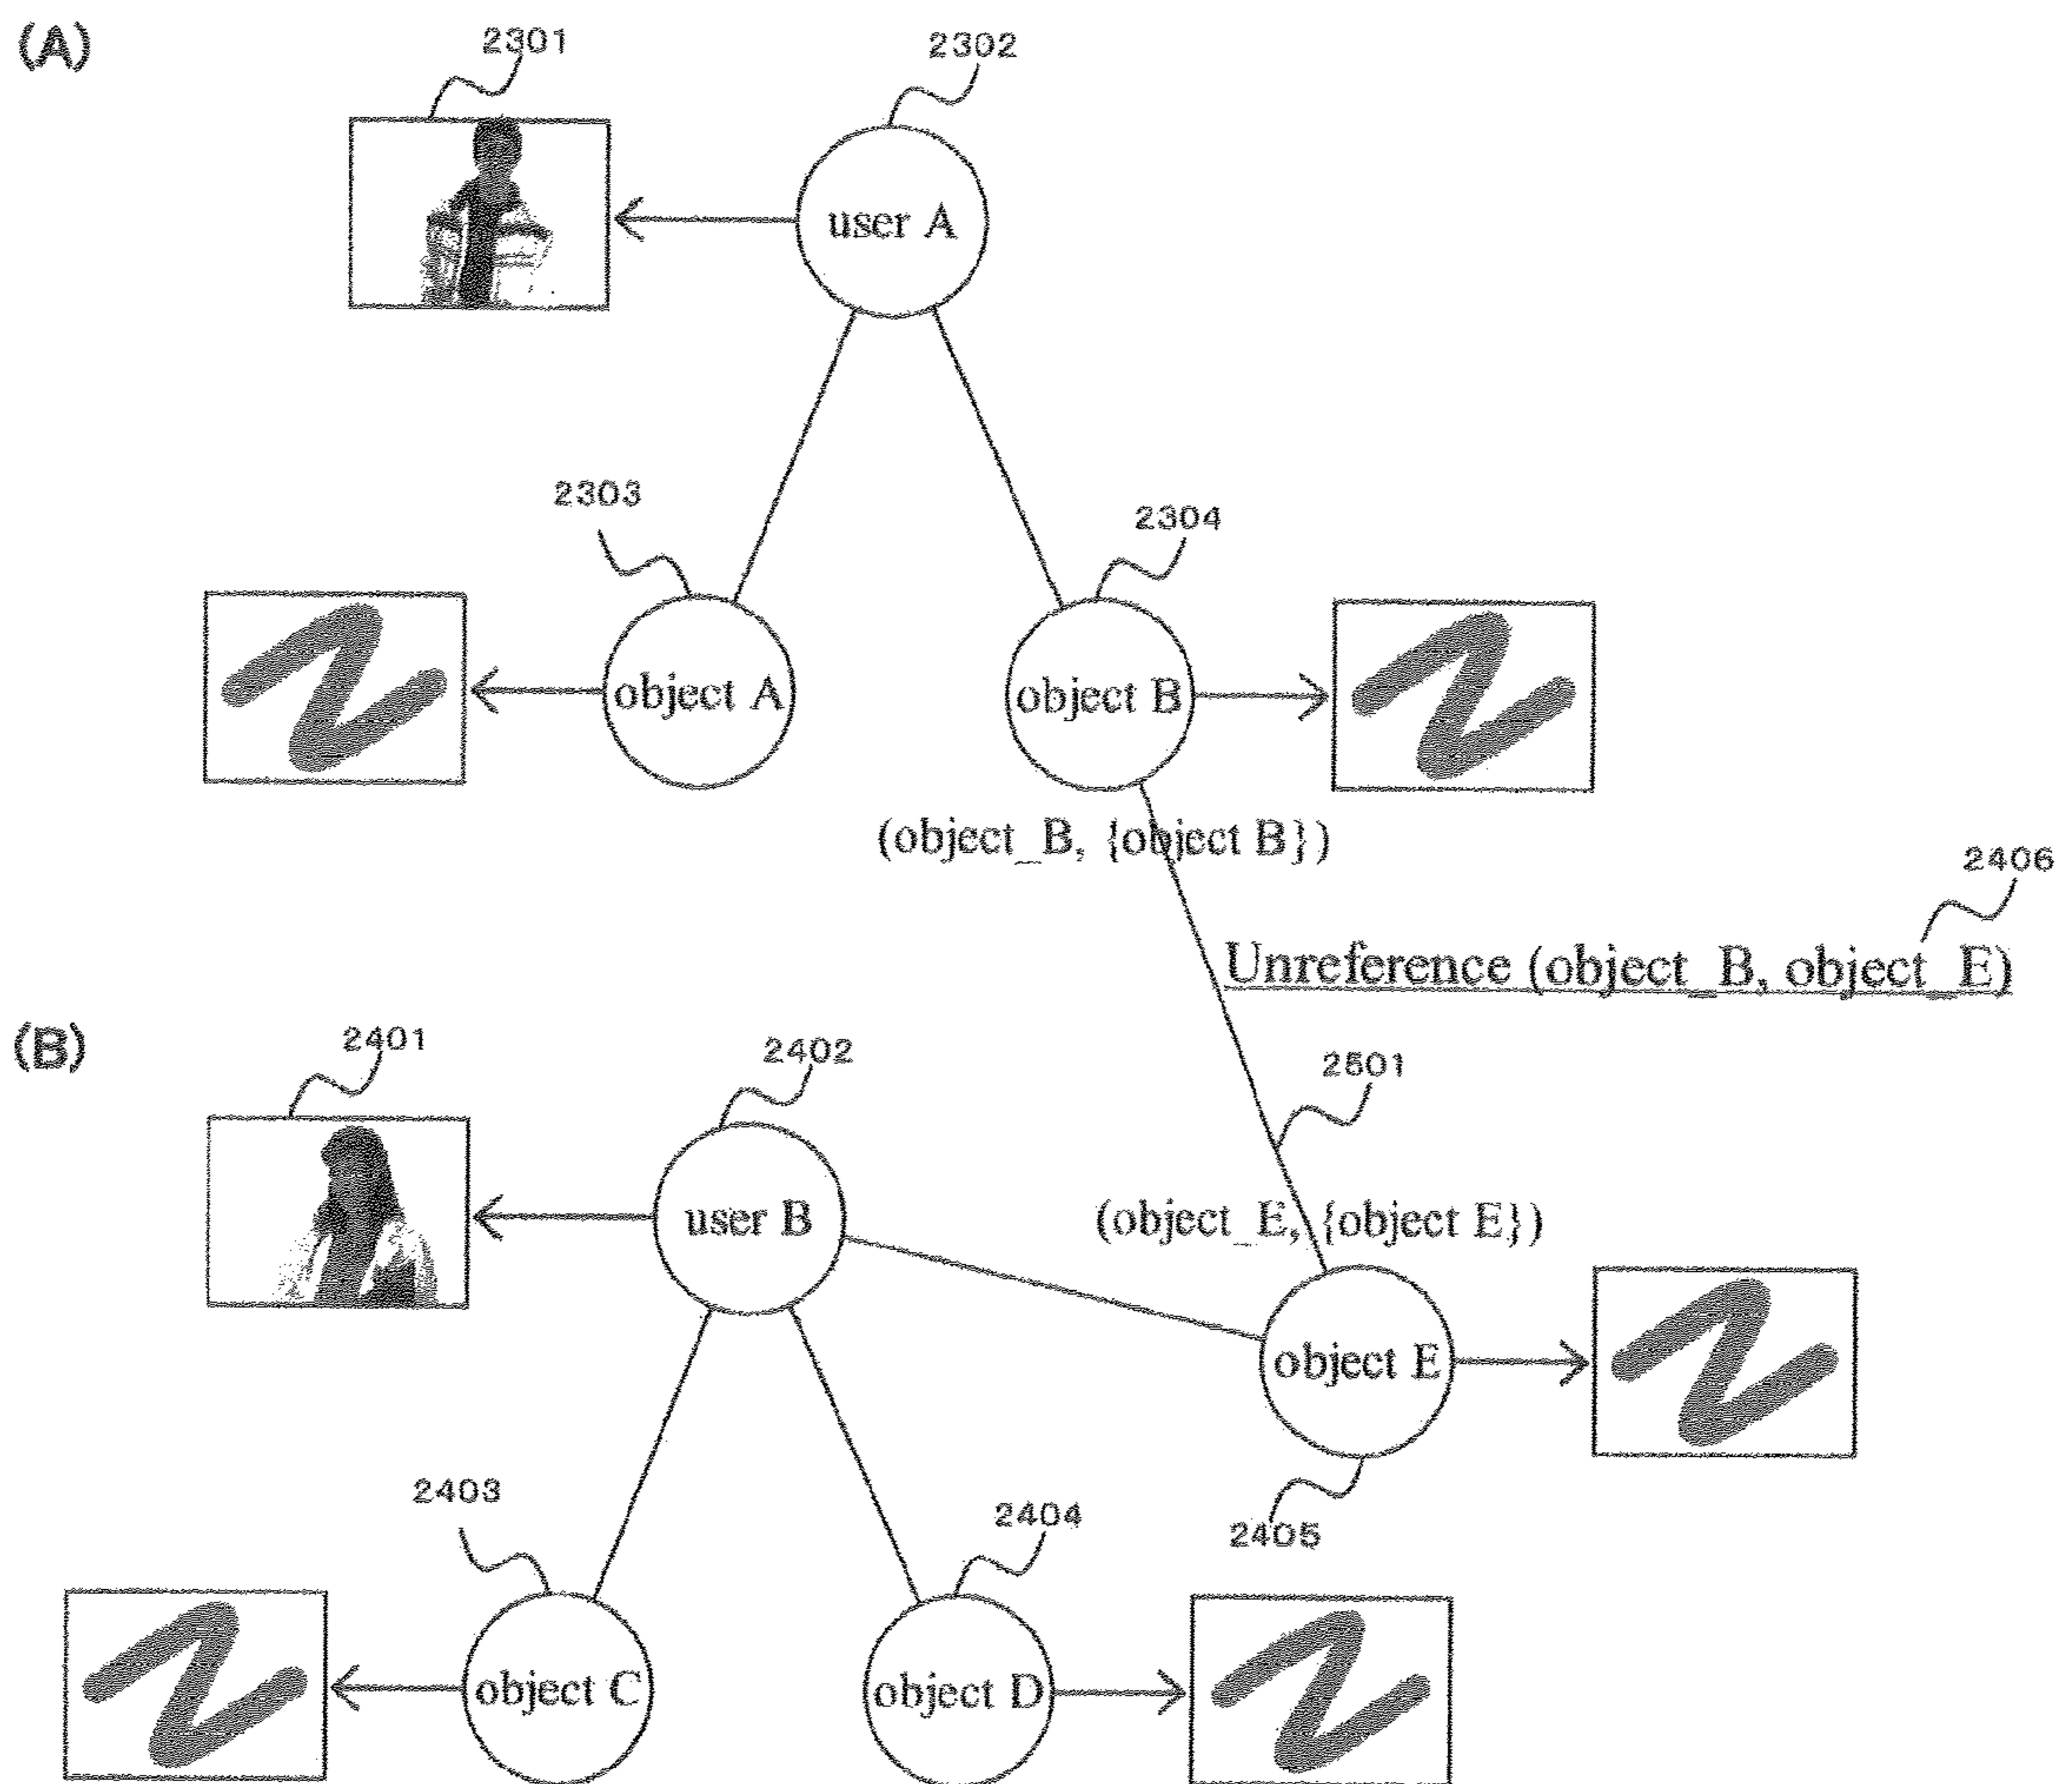 (A)
2301
2302
user A
2303
2304
object A
object B
(object_B, {object B})
2406
Unreference (object_B, object_E)
(B)
2401
2402
2501
user B
(object_E, {object E})
object E
2403
2404
2405
object C
object D